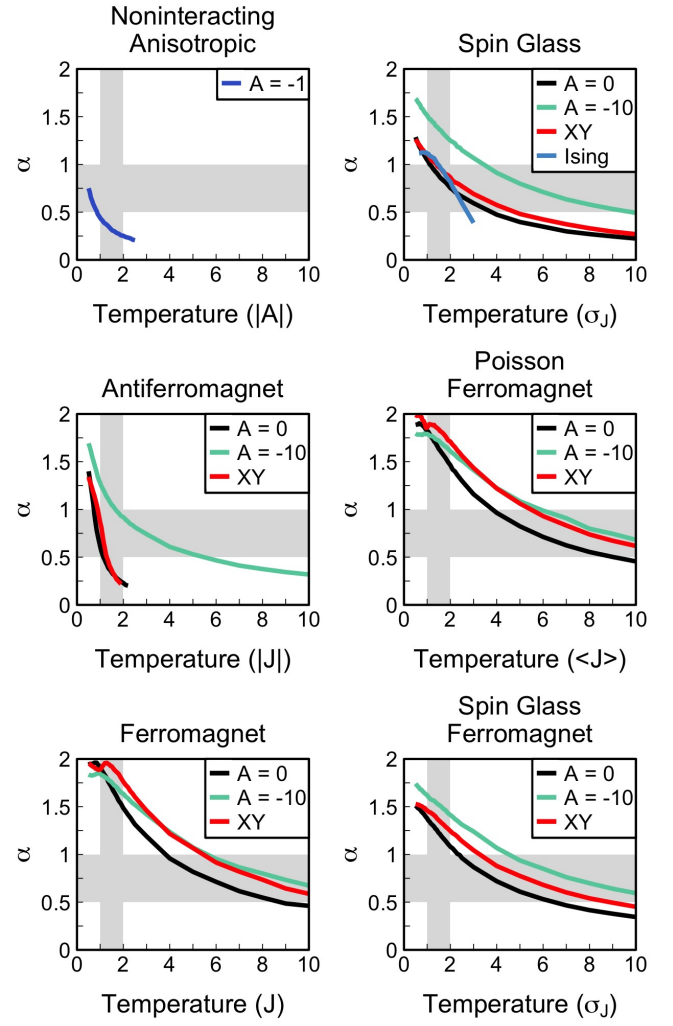 Noninteracting
Anisotropic
2
1.5
1
0.5
0
α
A = -1
0 2 4 6 8 10
Temperature (|A|)
Spin Glass
2
1.5
1
0.5
0
α
A = 0
A = -10
XY
Ising
0 2 4 6 8 10
Temperature (σJ)
Antiferromagnet
2
1.5
1
0.5
0
α
A = 0
A = -10
XY
0 2 4 6 8 10
Temperature (|J|)
Poisson
Ferromagnet
2
1.5
1
0.5
0
α
A = 0
A = -10
XY
0 2 4 6 8 10
Temperature (<J>)
Ferromagnet
2
1.5
1
0.5
0
α
A = 0
A = -10
XY
0 2 4 6 8 10
Temperature (J)
Spin Glass
Ferromagnet
2
1.5
1
0.5
0
α
A = 0
A = -10
XY
0 2 4 6 8 10
Temperature (σJ)